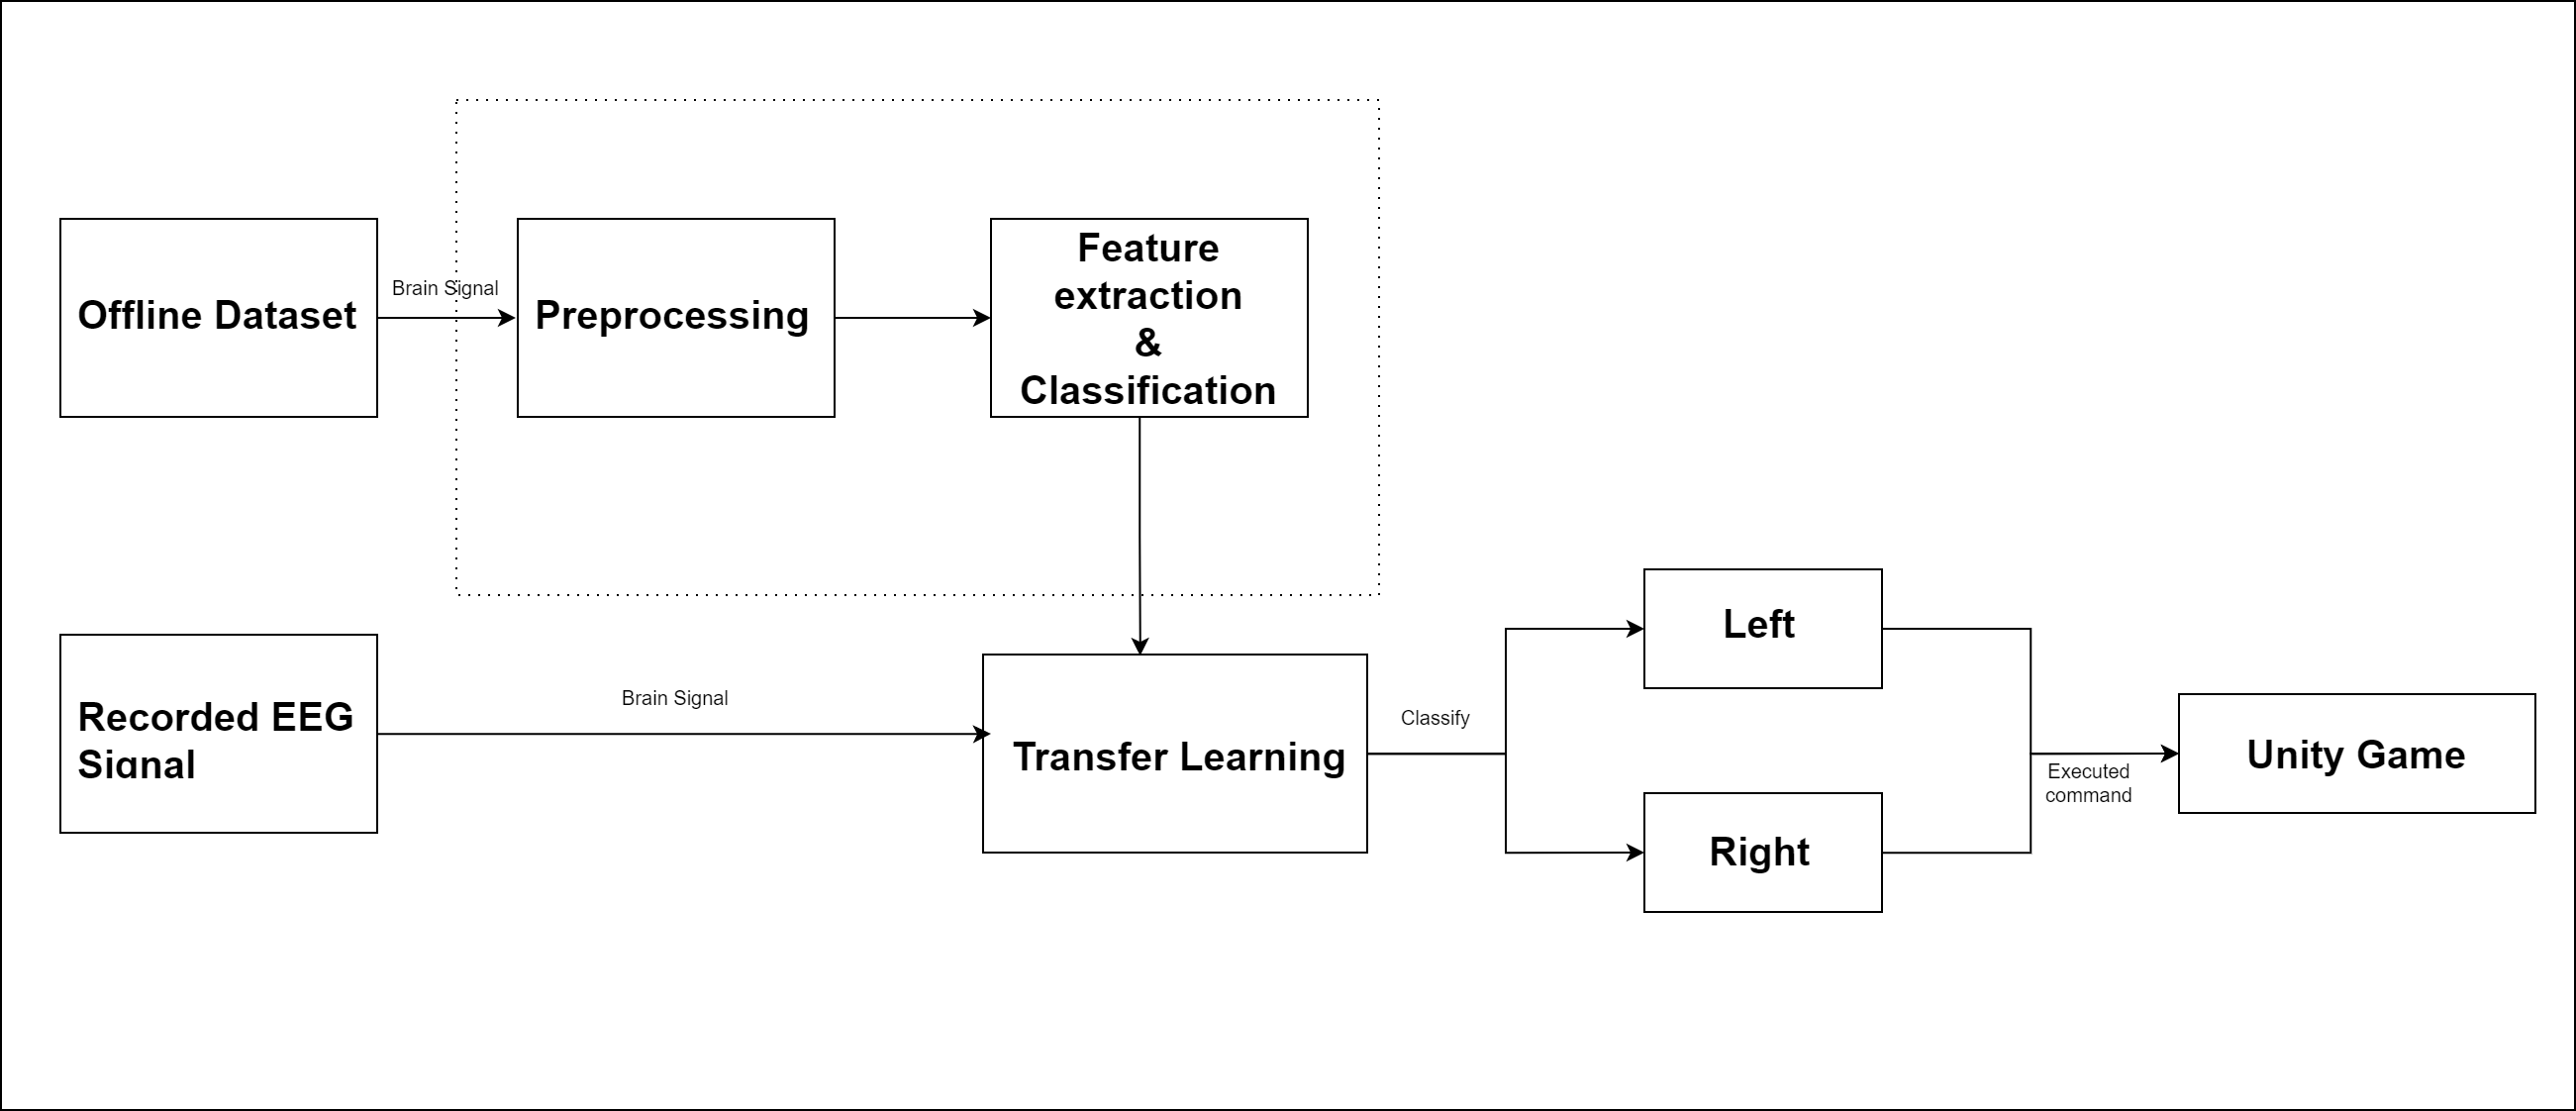 Offline Dataset
Brain Signal
Preprocessing
Feature
extraction
&
Classification
Recorded EEG
Signal
Brain Signal
Transfer Learning
Classify
Left
Right
Executed
command
Unity Game